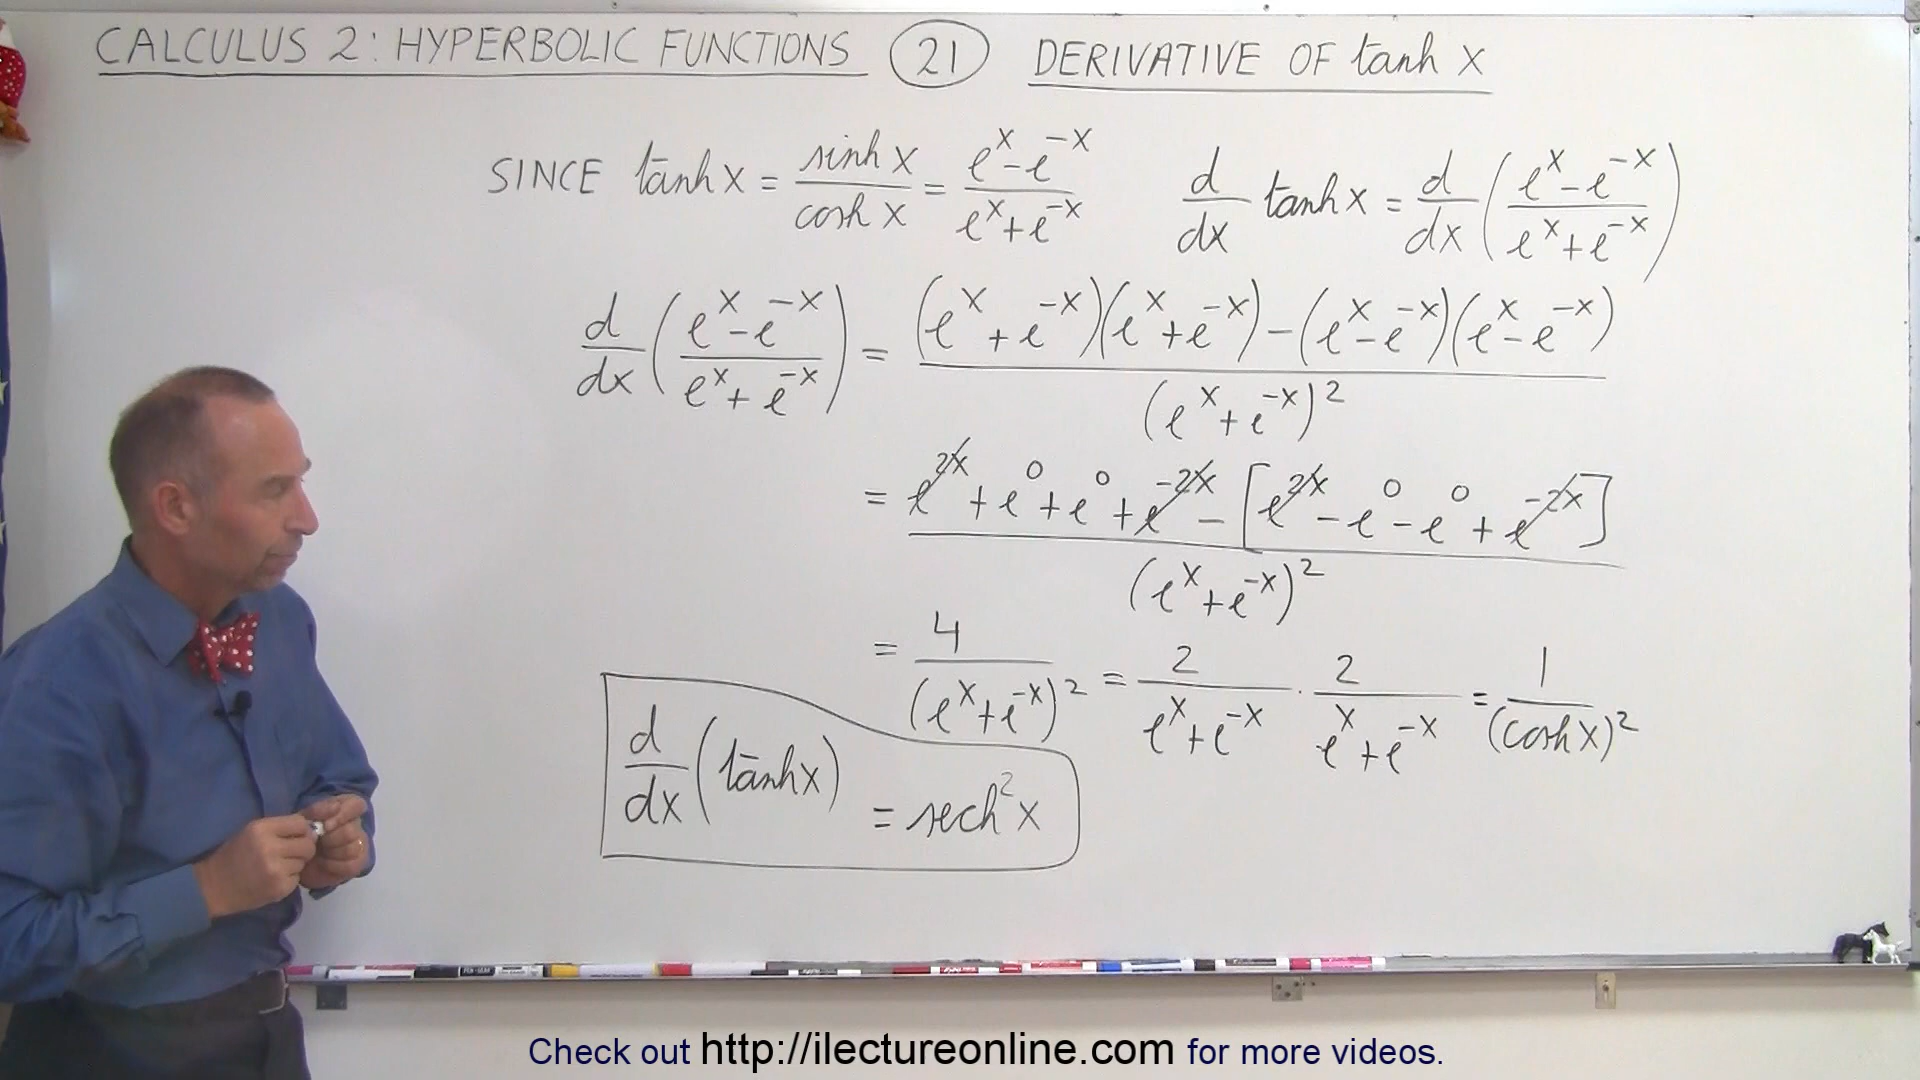 CALCULUS 2: HYPERBOLIC FUNCTIONS (21) DERIVATIVE OF tanh x
SINCE tanh x = sinh x / cosh x = (e^x - e^-x) / (e^x + e^-x)   d/dx tanh x = d/dx ((e^x - e^-x) / (e^x + e^-x))
d/dx ((e^x - e^-x) / (e^x + e^-x)) = ((e^x + e^-x)(e^x + e^-x) - (e^x - e^-x)(e^x - e^-x)) / (e^x + e^-x)^2
= (e^2x + e^0 + e^0 + e^-2x - [e^2x - e^0 - e^0 + e^-2x]) / (e^x + e^-x)^2
= 4 / (e^x + e^-x)^2 = 2 / (e^x + e^-x) · 2 / (e^x + e^-x) = 1 / (cosh x)^2
d/dx (tanh x) = sech^2 x
Check out http://ilectureonline.com for more videos.